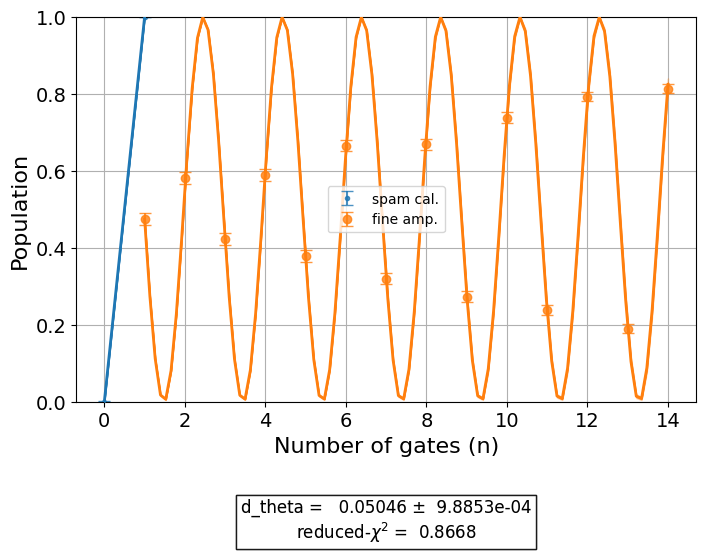 1.0
0.8
0.6
0.4
0.2
0.0
Population
spam cal.
fine amp.
0 2 4 6 8 10 12 14
Number of gates (n)
d_theta = 0.05046 ± 9.8853e-04
reduced-χ² = 0.8668